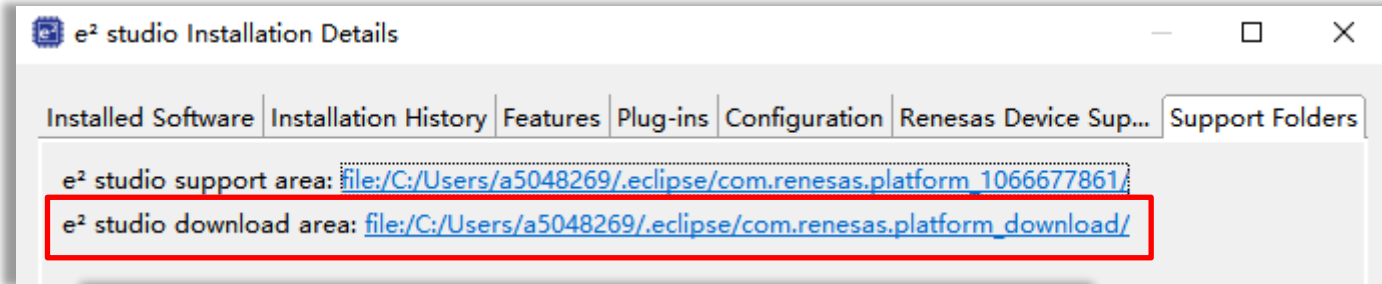 e² studio Installation Details
Installed Software Installation History Features Plug-ins Configuration Renesas Device Sup... Support Folders
e² studio support area: file:/C:/Users/a5048269/.eclipse/com.renesas.platform_1066677861/
e² studio download area: file:/C:/Users/a5048269/.eclipse/com.renesas.platform_download/